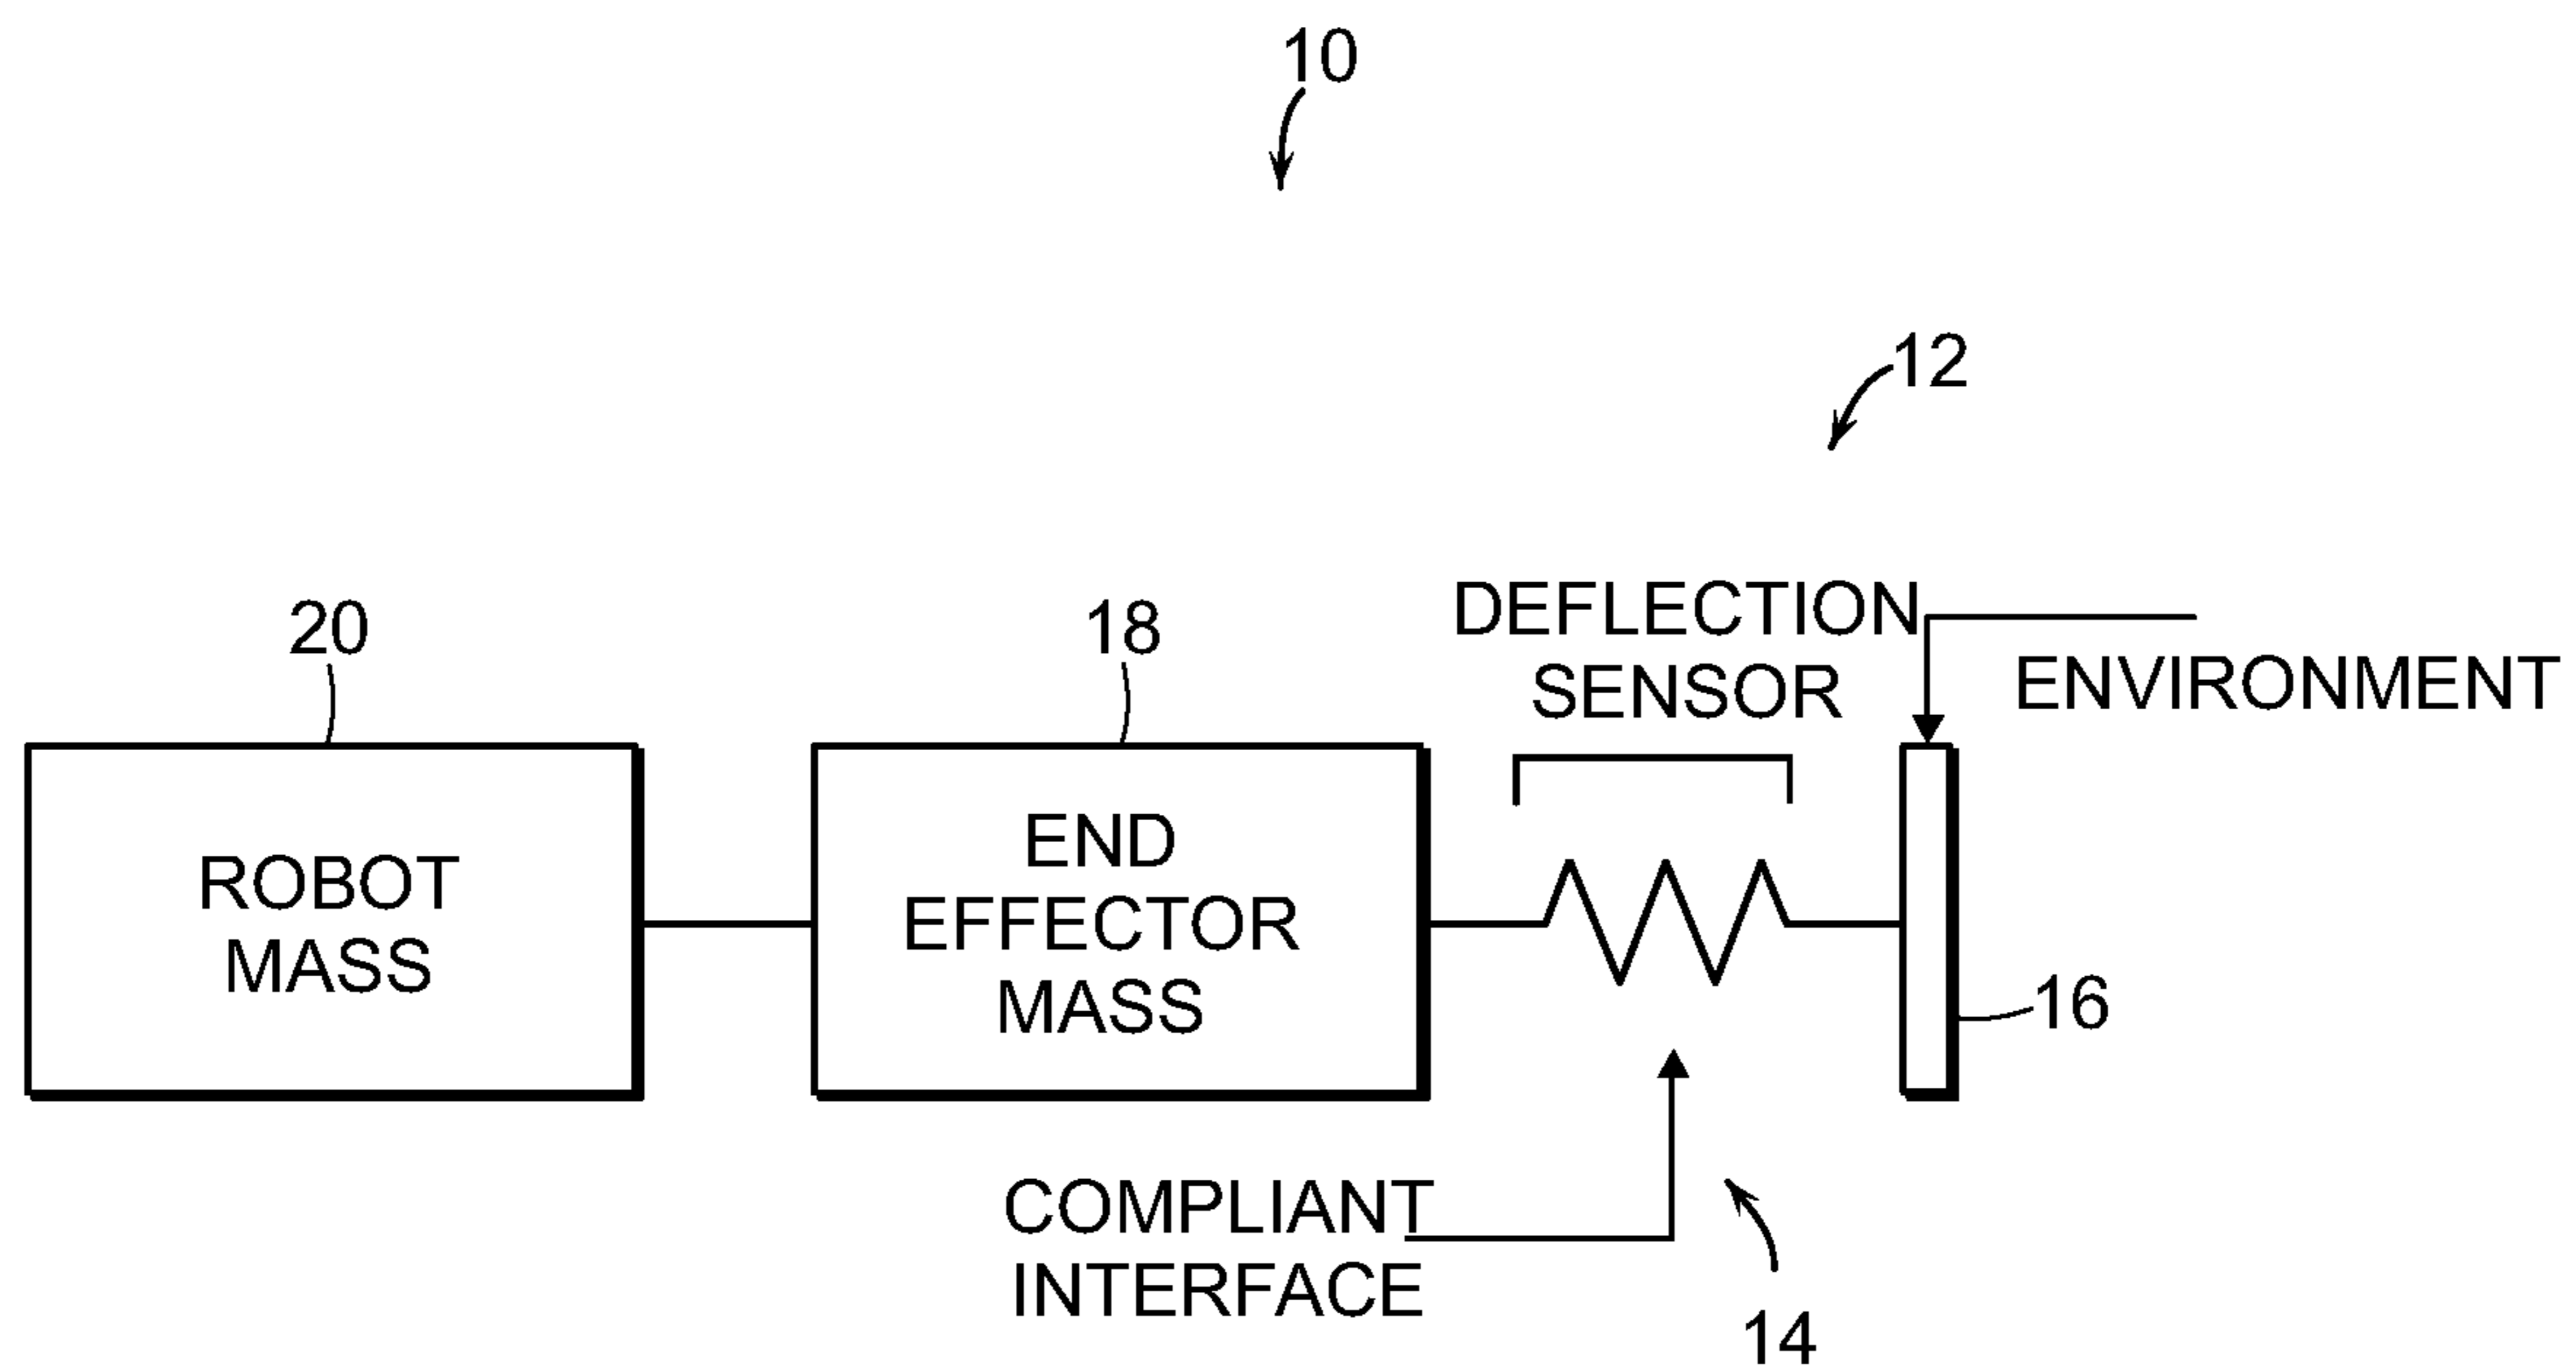 10
12
20
18
DEFLECTION
SENSOR
ENVIRONMENT
ROBOT
MASS
END
EFFECTOR
MASS
16
COMPLIANT
INTERFACE
14